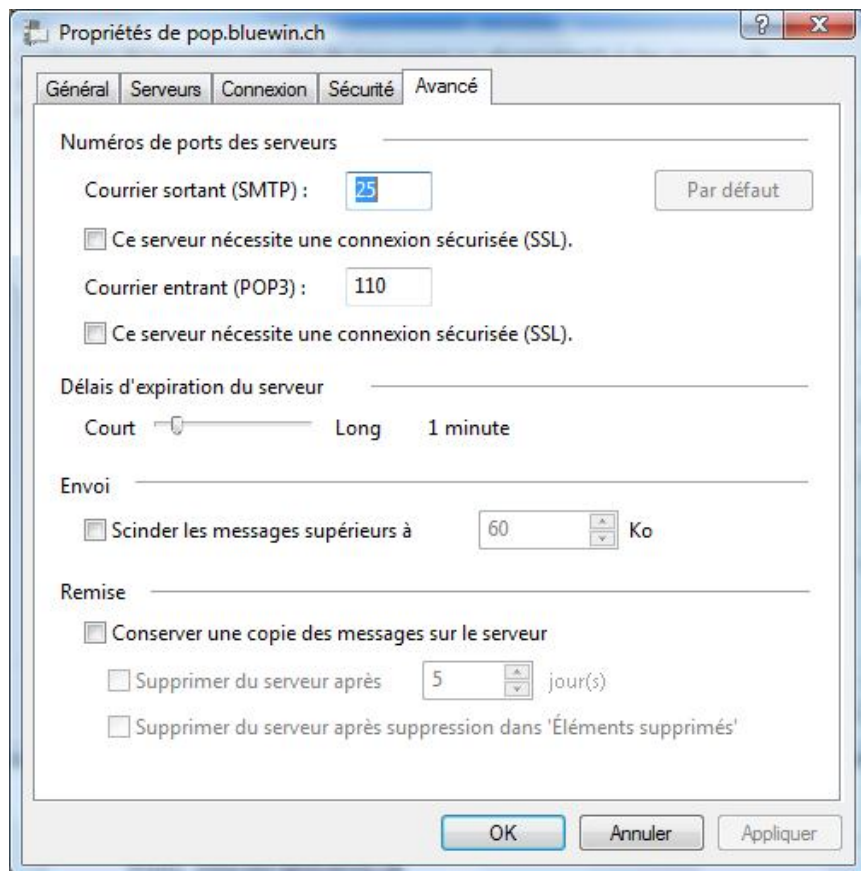 Propriétés de pop.bluewin.ch
Général Serveurs Connexion Sécurité Avancé
Numéros de ports des serveurs
Courrier sortant (SMTP) : 25 Par défaut
Ce serveur nécessite une connexion sécurisée (SSL).
Courrier entrant (POP3) : 110
Ce serveur nécessite une connexion sécurisée (SSL).
Délais d'expiration du serveur
Court Long 1 minute
Envoi
Scinder les messages supérieurs à 60 Ko
Remise
Conserver une copie des messages sur le serveur
Supprimer du serveur après 5 jour(s)
Supprimer du serveur après suppression dans 'Éléments supprimés'
OK Annuler Appliquer